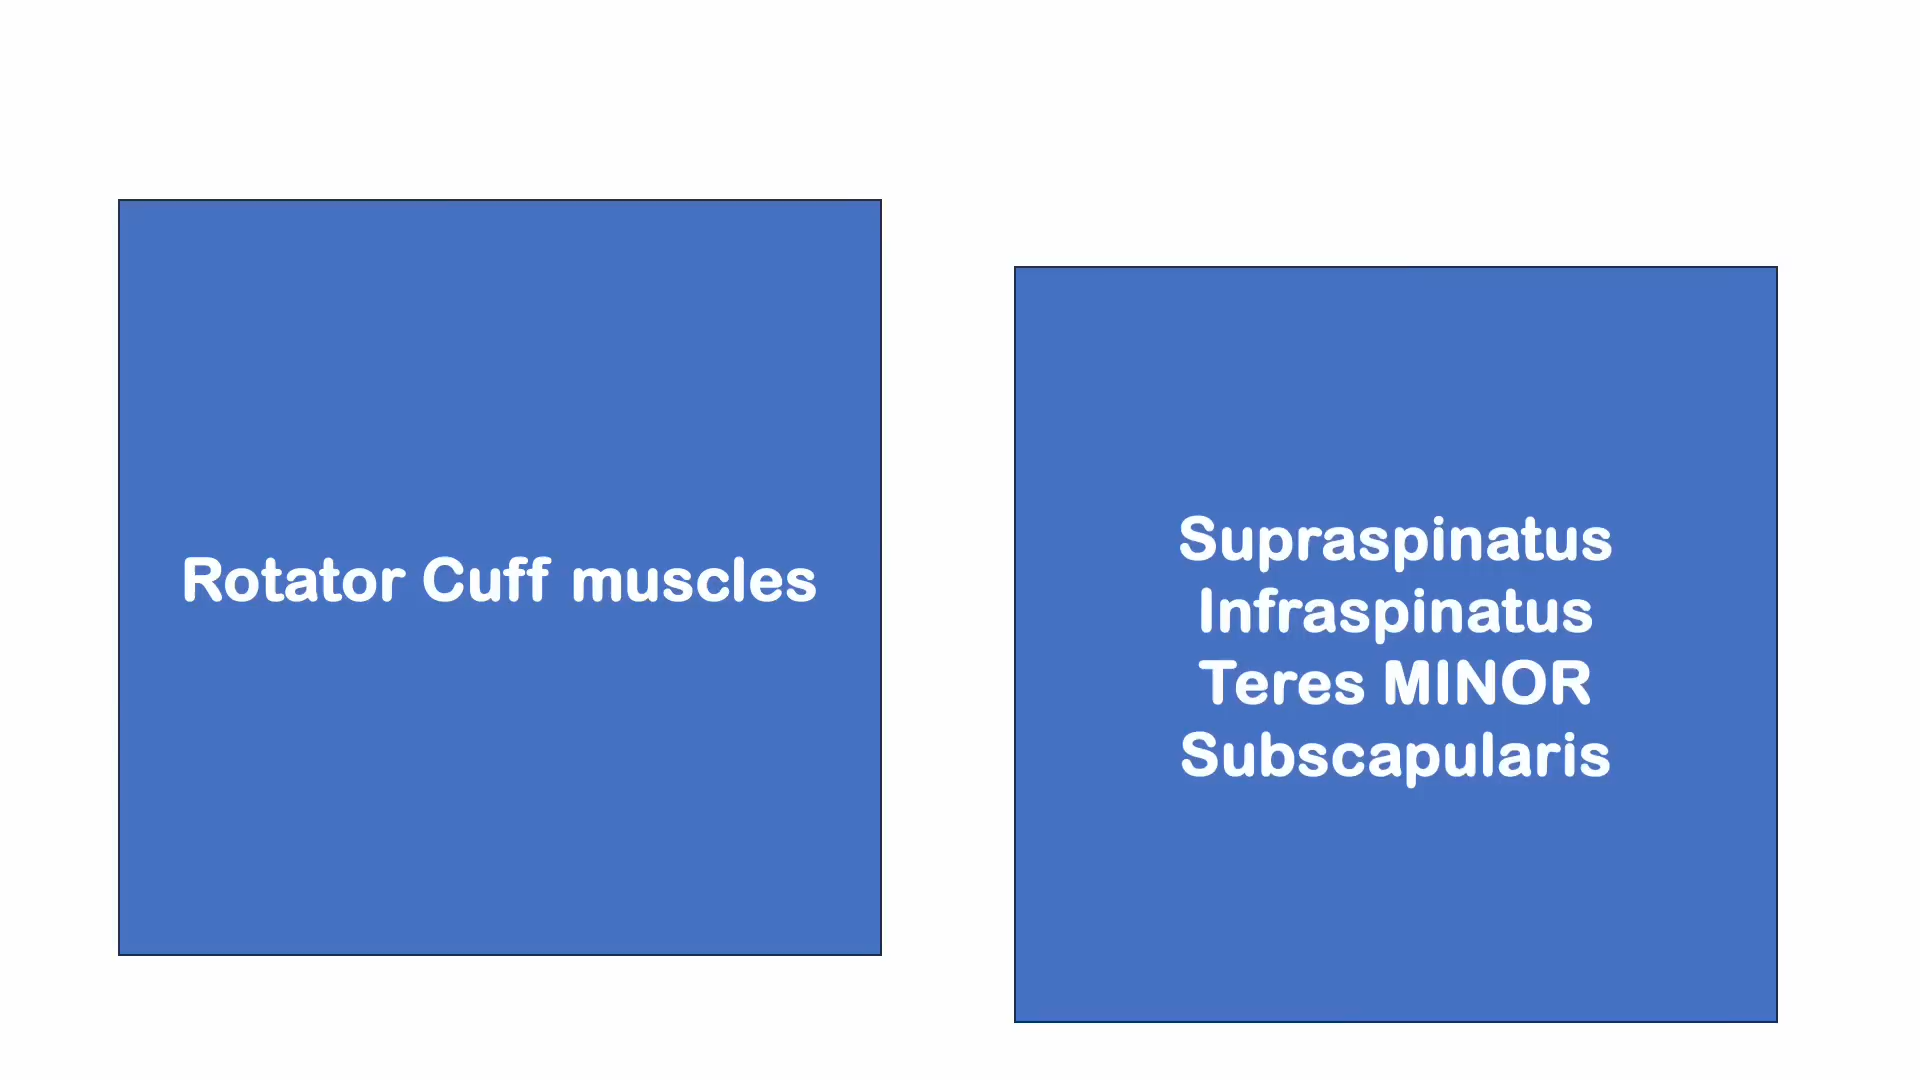 Rotator Cuff muscles
Supraspinatus
Infraspinatus
Teres MINOR
Subscapularis